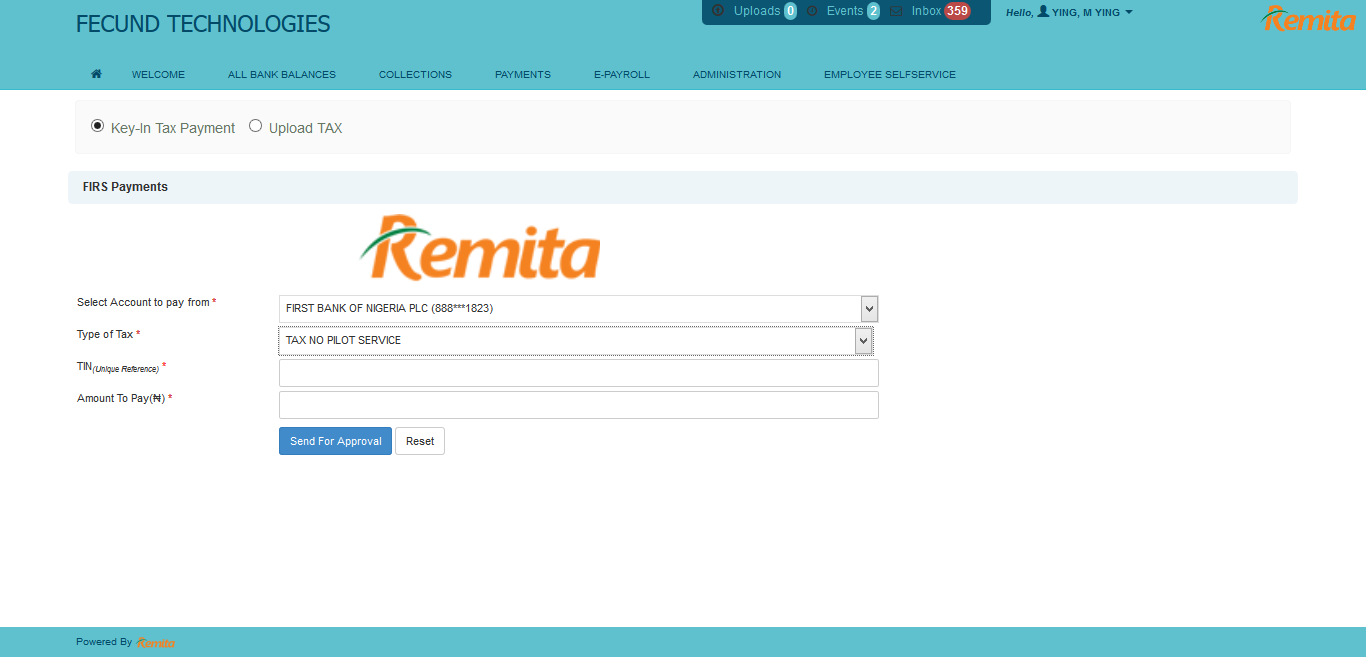 FECUND TECHNOLOGIES
Uploads 0 Events 2 Inbox 359
Hello, YING, M YING
Remita
WELCOME ALL BANK BALANCES COLLECTIONS PAYMENTS E-PAYROLL ADMINISTRATION EMPLOYEE SELFSERVICE
Key-In Tax Payment Upload TAX
FIRS Payments
Remita
Select Account to pay from * FIRST BANK OF NIGERIA PLC (888***1823)
Type of Tax * TAX NO PILOT SERVICE
TIN(Unique Reference) *
Amount To Pay(₦) *
Send For Approval Reset
Powered By Remita